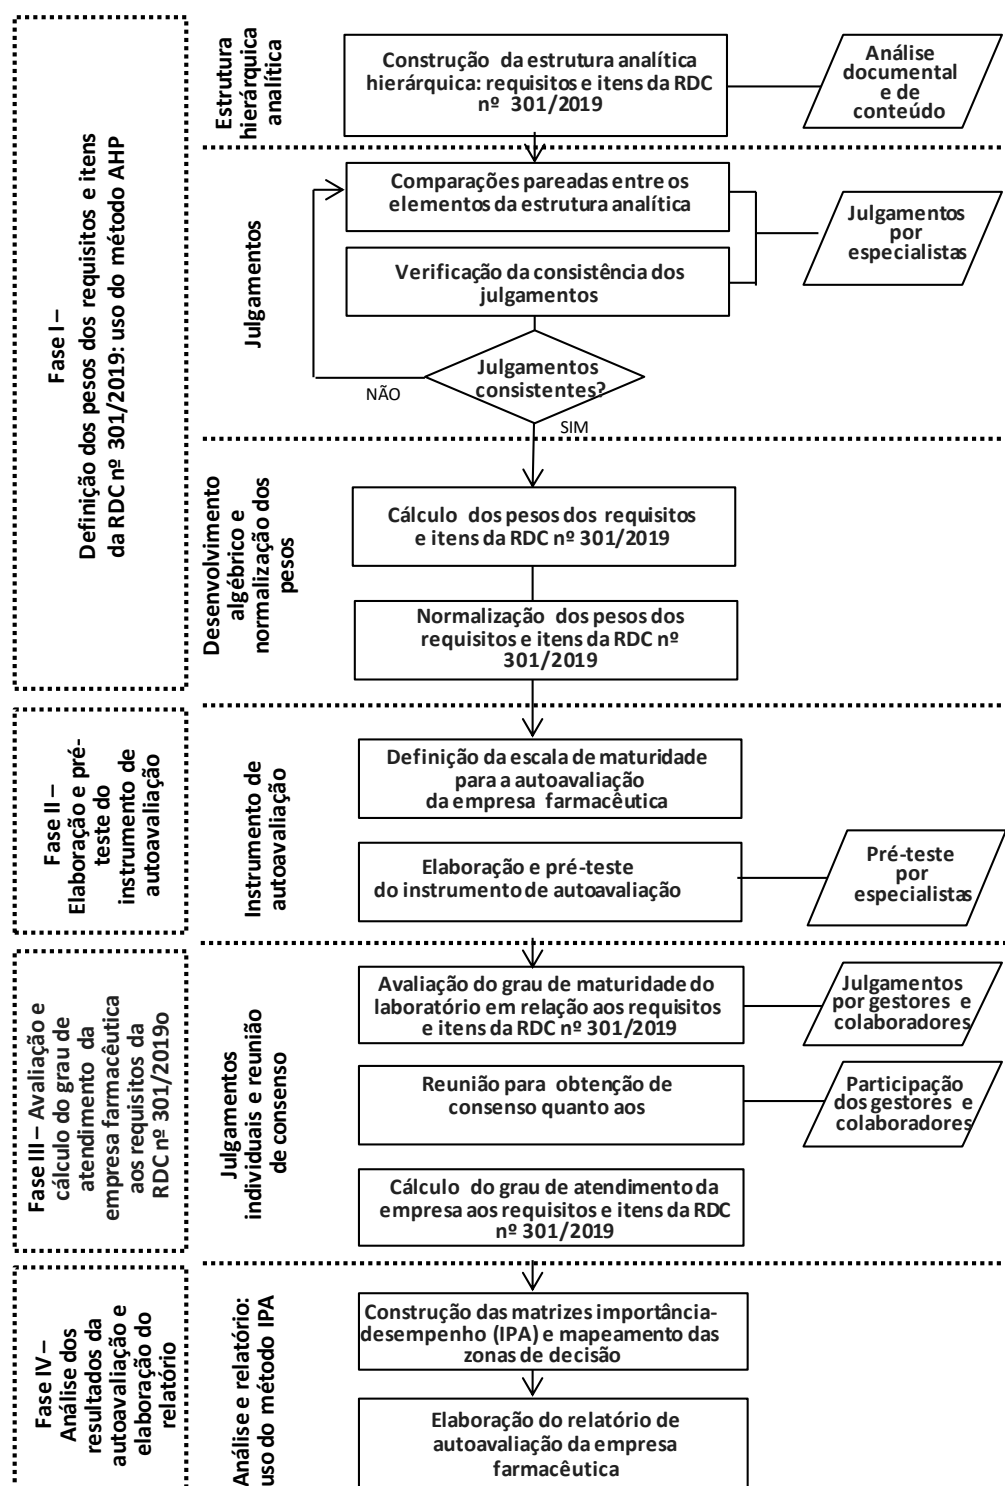 Fase I –
Definição dos pesos dos requisitos e itens
da RDC nº 301/2019: uso do método AHP
Estrutura
hierárquica
analítica
Construção da estrutura analítica
hierárquica: requisitos e itens da RDC
nº 301/2019
Análise
documental
e de
conteúdo
Julgamentos
Comparações pareadas entre os
elementos da estrutura analítica
Verificação da consistência dos
julgamentos
Julgamentos
por
especialistas
Julgamentos
consistentes?
NÃO
SIM
Desenvolvimento
algébrico e
normalização dos
pesos
Cálculo dos pesos dos requisitos
e itens da RDC nº 301/2019
Normalização dos pesos dos
requisitos e itens da RDC nº
301/2019
Fase II –
Elaboração e pré-
teste do
instrumento de
autoavaliação
Instrumento de
autoavaliação
Definição da escala de maturidade
para a autoavaliação
da empresa farmacêutica
Elaboração e pré-teste
do instrumento de autoavaliação
Pré-teste
por
especialistas
Fase III – Avaliação e
cálculo do grau de
atendimento da
empresa farmacêutica
aos requisitos da
RDC nº 301/2019o
Julgamentos
individuais e reunião
de consenso
Avaliação do grau de maturidade do
laboratório em relação aos requisitos
e itens da RDC nº 301/2019
Julgamentos
por gestores e
colaboradores
Reunião para obtenção de
consenso quanto aos
Participação
dos gestores e
colaboradores
Cálculo do grau de atendimento da
empresa aos requisitos e itens da RDC
nº 301/2019
Fase IV –
Análise dos
resultados da
autoavaliação e
elaboração do
relatório
Análise e relatório:
uso do método IPA
Construção das matrizes importância-
desempenho (IPA) e mapeamento das
zonas de decisão
Elaboração do relatório de
autoavaliação da empresa
farmacêutica